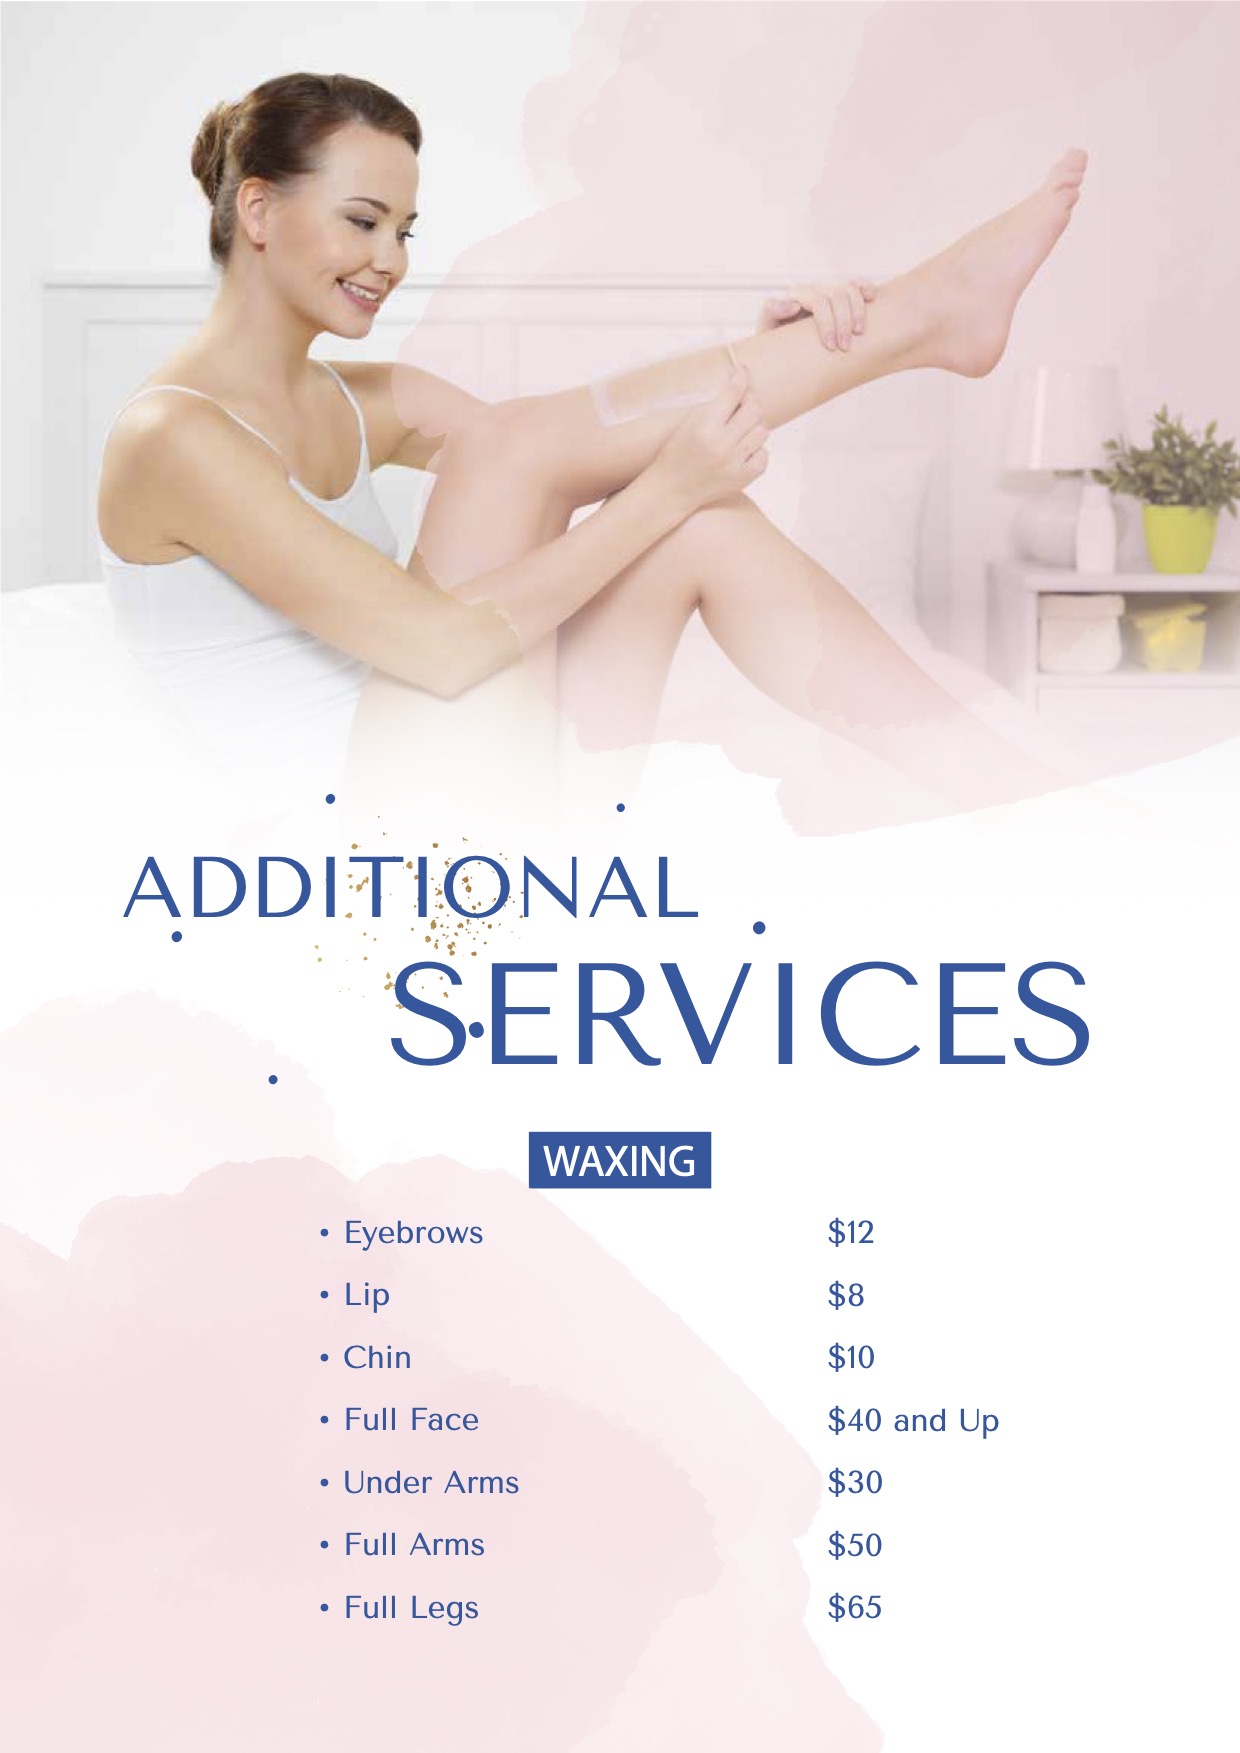 ADDITIONAL
SERVICES
WAXING
• Eyebrows $12
• Lip $8
• Chin $10
• Full Face $40 and Up
• Under Arms $30
• Full Arms $50
• Full Legs $65